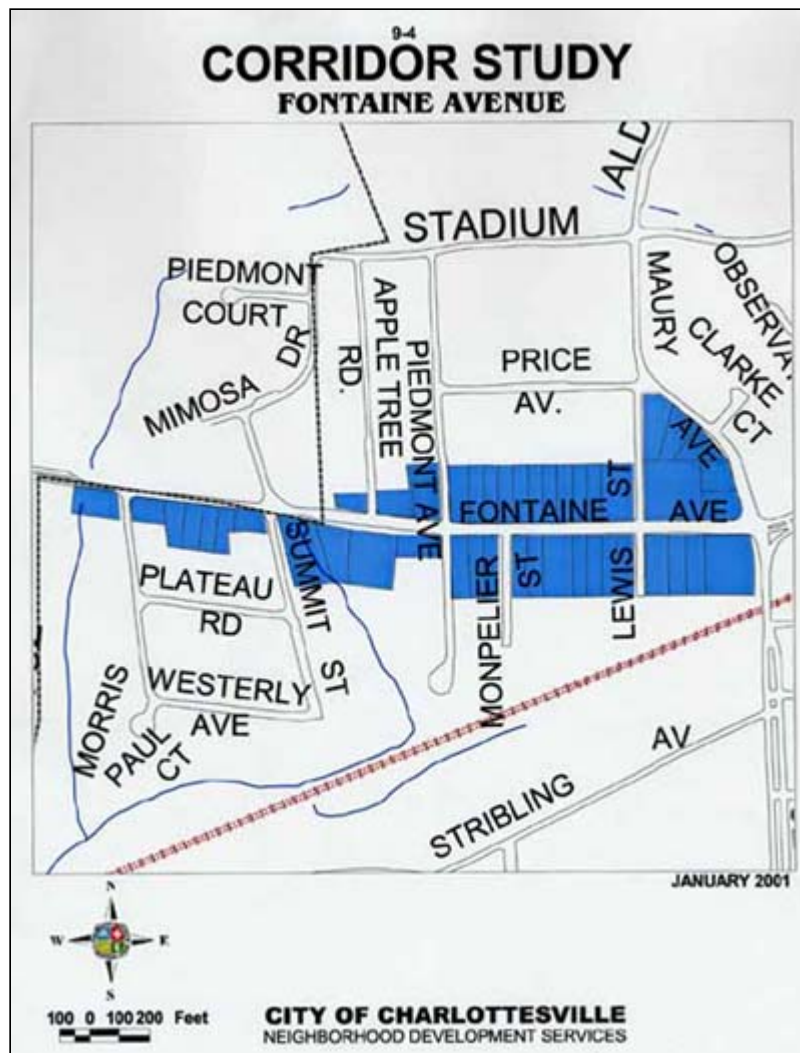 9-4
CORRIDOR STUDY
FONTAINE AVENUE
STADIUM
PIEDMONT
COURT
MIMOSA
DR
APPLE TREE
RD.
PIEDMONT AVE
PRICE
AV.
MAURY
AVE
CLARKE
CT
FONTAINE
AVE
SUMMIT
ST
PLATEAU
RD
MONPELIER
ST
LEWIS
ST
WESTERLY
AVE
MORRIS
PAUL
CT
STRIBLING
AV
JANUARY 2001
N
W
E
S
100 0 100 200 Feet
CITY OF CHARLOTTESVILLE
NEIGHBORHOOD DEVELOPMENT SERVICES